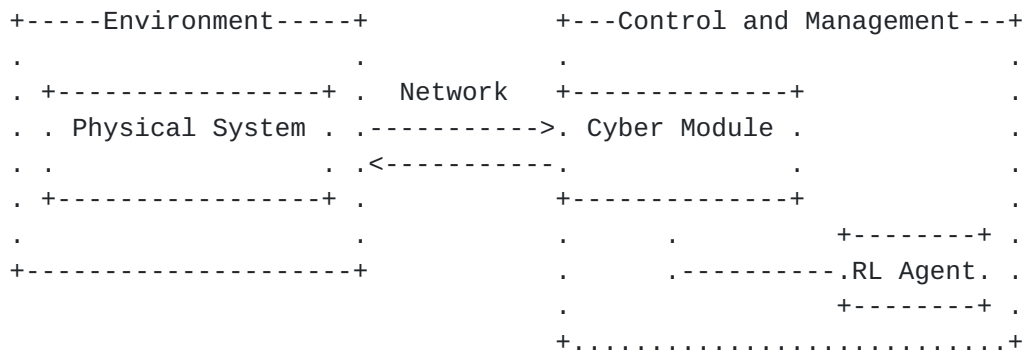 +-----Environment-----+ +---Control and Management---+
. . . .
. +-----------------+ . Network +--------------+ .
. . Physical System . .----------->. Cyber Module . .
. . . .<-----------. . .
. +-----------------+ . +--------------+ .
. . . . +--------+ .
+---------------------+ . .----------.RL Agent. .
. +--------+ .
+............................+